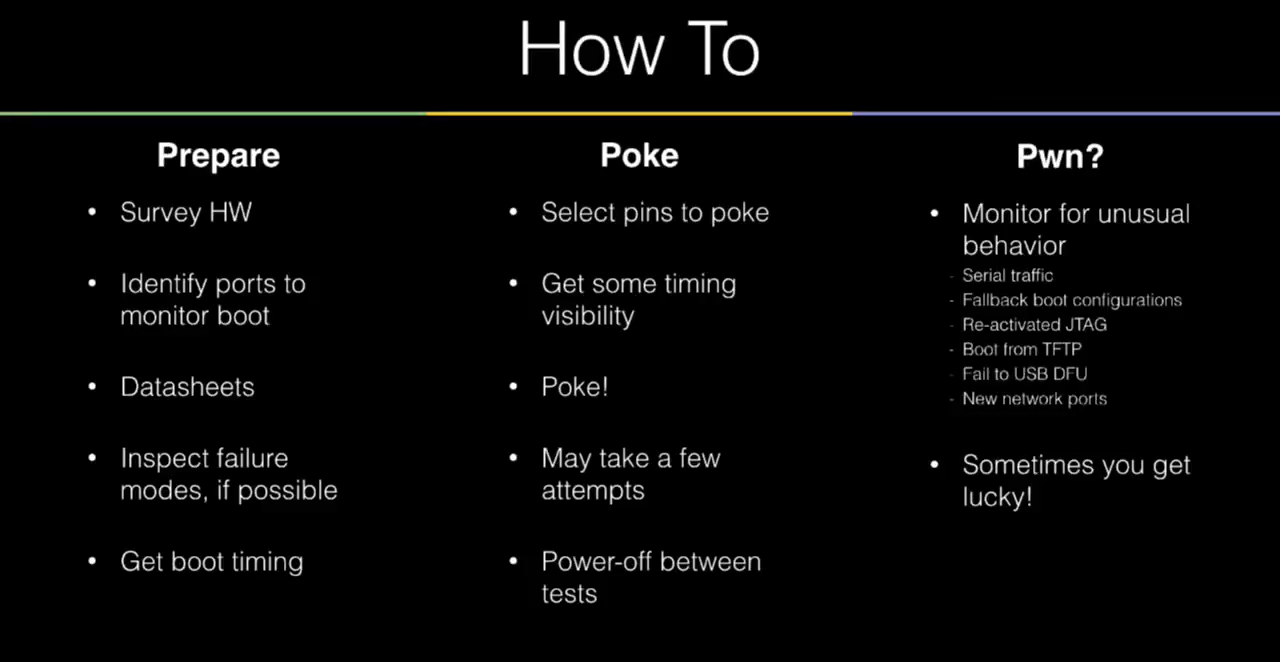 How To
Prepare
• Survey HW
• Identify ports to
monitor boot
• Datasheets
• Inspect failure
modes, if possible
• Get boot timing
Poke
• Select pins to poke
• Get some timing
visibility
• Poke!
• May take a few
attempts
• Power-off between
tests
Pwn?
• Monitor for unusual
behavior
- Serial traffic
- Fallback boot configurations
- Re-activated JTAG
- Boot from TFTP
- Fail to USB DFU
- New network ports
• Sometimes you get
lucky!